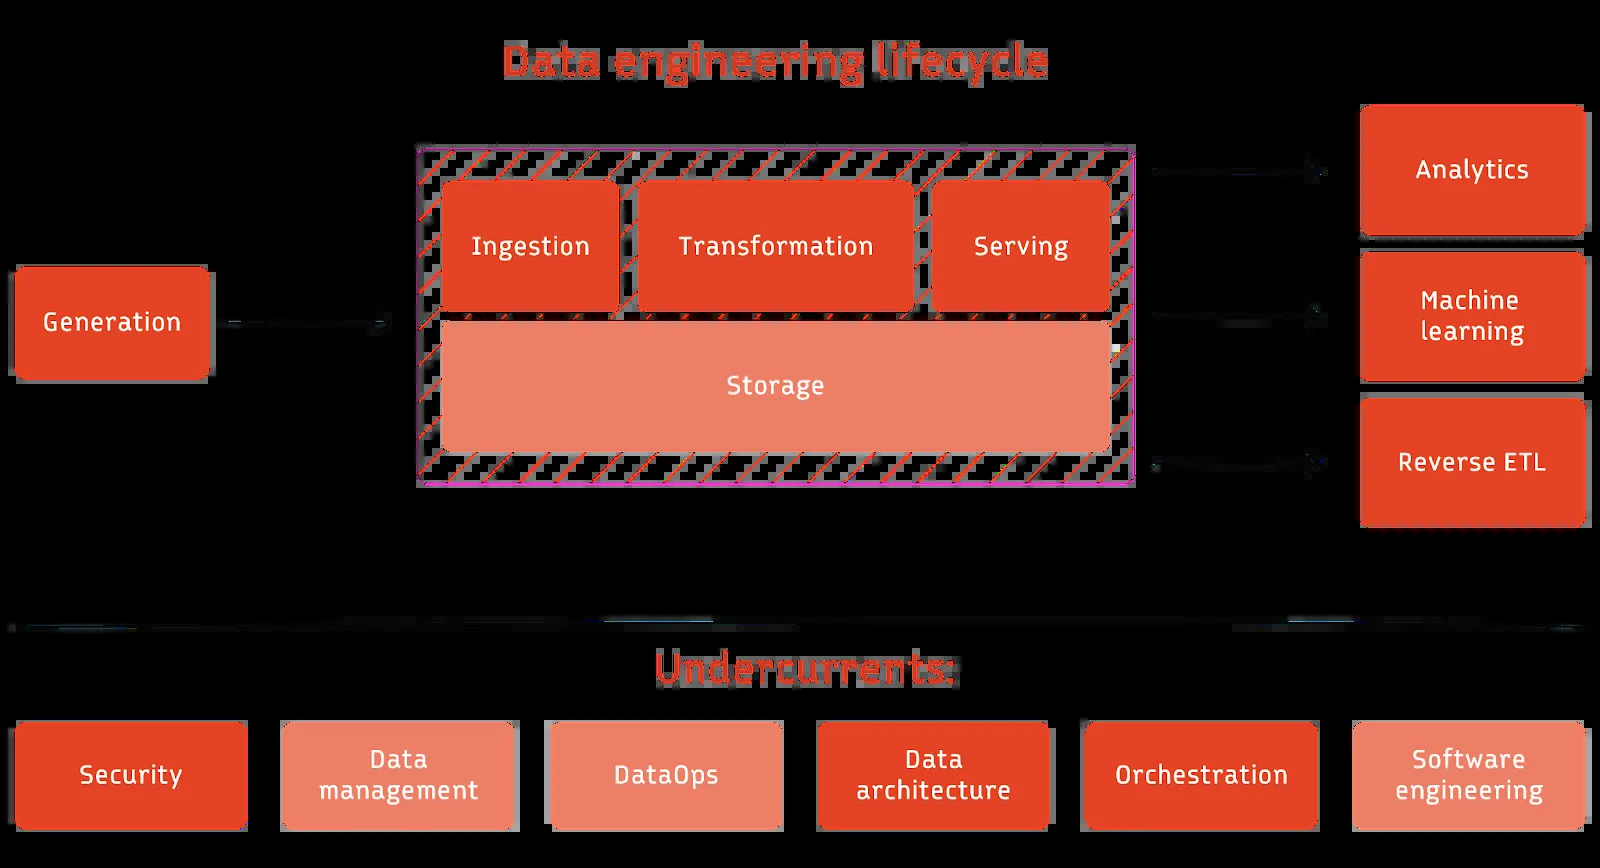 Data engineering lifecycle
Generation
Ingestion
Transformation
Serving
Storage
Analytics
Machine
learning
Reverse ETL
Undercurrents:
Security
Data
management
DataOps
Data
architecture
Orchestration
Software
engineering